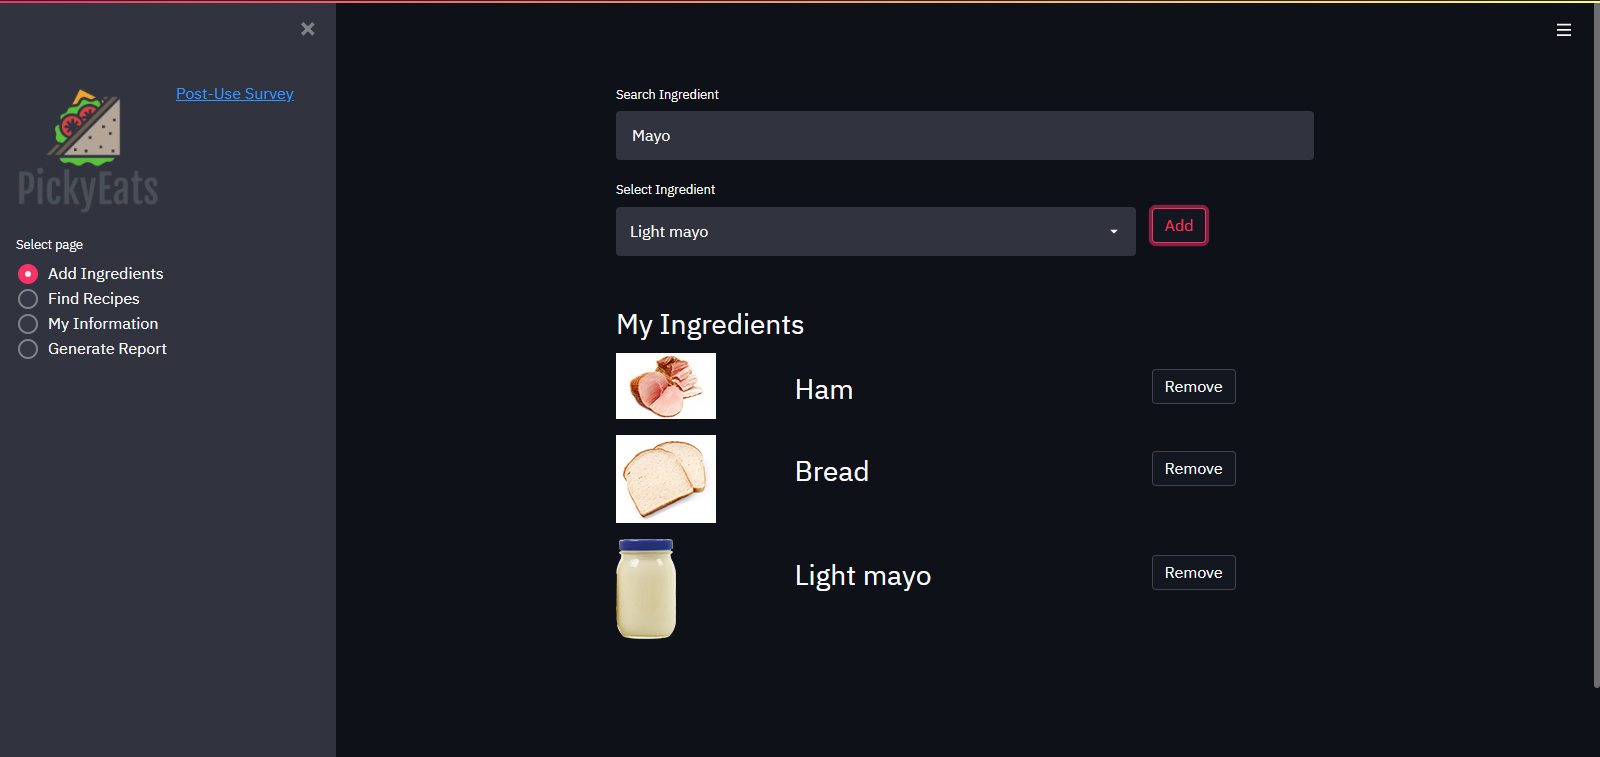 Post-Use Survey
PickyEats
Select page
Add Ingredients
Find Recipes
My Information
Generate Report
Search Ingredient
Mayo
Select Ingredient
Light mayo
Add
My Ingredients
Ham
Remove
Bread
Remove
Light mayo
Remove